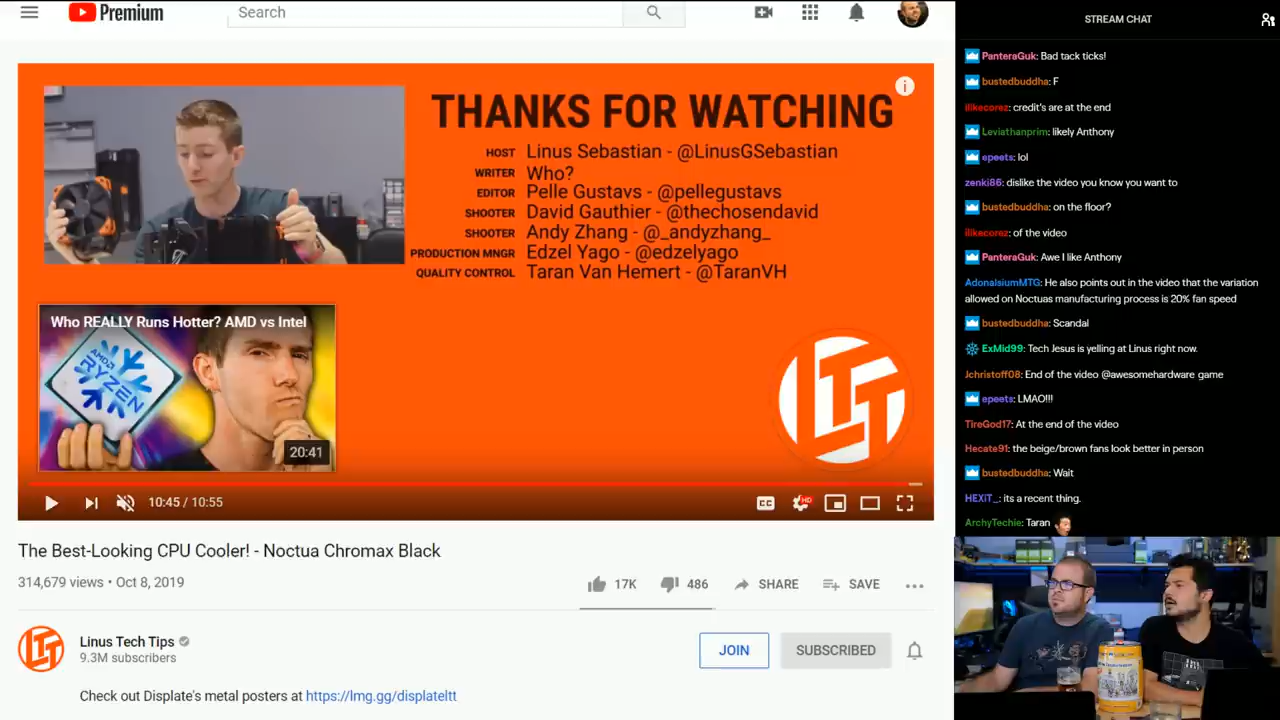 Premium
Search
THANKS FOR WATCHING
HOST Linus Sebastian - @LinusGSebastian
WRITER Who?
EDITOR Pelle Gustavs - @pellegustavs
SHOOTER David Gauthier - @thechosendavid
SHOOTER Andy Zhang - @_andyzhang_
PRODUCTION MNGR Edzel Yago - @edzelyago
QUALITY CONTROL Taran Van Hemert - @TaranVH
Who REALLY Runs Hotter? AMD vs Intel
AMD
RYZEN
20:41
LTT
10:45 / 10:55
CC
HD
The Best-Looking CPU Cooler! - Noctua Chromax Black
314,679 views • Oct 8, 2019
17K
486
SHARE
SAVE
LTT
Linus Tech Tips
9.3M subscribers
JOIN
SUBSCRIBED
Check out Displate's metal posters at https://lmg.gg/displateltt
STREAM CHAT
PanteraGuk: Bad tack ticks!
bustedbuddha: F
ilikecorez: credit's are at the end
Leviathanprim: likely Anthony
epeets: lol
zenki86: dislike the video you know you want to
bustedbuddha: on the floor?
ilikecorez: of the video
PanteraGuk: Awe I like Anthony
AdonalsiumMTG: He also points out in the video that the variation
allowed on Noctuas manufacturing process is 20% fan speed
bustedbuddha: Scandal
ExMid99: Tech Jesus is yelling at Linus right now.
Jchristoff08: End of the video @awesomehardware game
epeets: LMAO!!!
TireGod17: At the end of the video
Hecate91: the beige/brown fans look better in person
bustedbuddha: Wait
HEXiT_: its a recent thing.
ArchyTechie: Taran